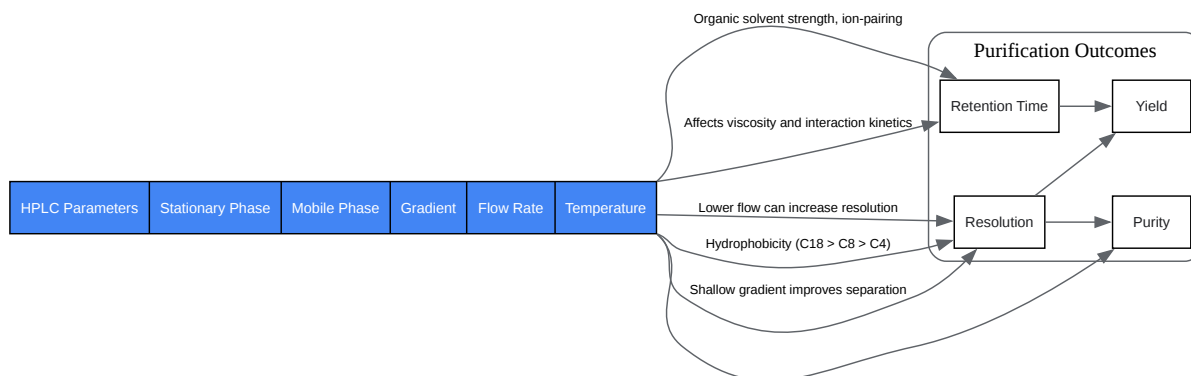 Organic solvent strength, ion-pairing
Purification Outcomes
Retention Time
Yield
Affects viscosity and interaction kinetics
HPLC Parameters
Stationary Phase
Mobile Phase
Gradient
Flow Rate
Temperature
Lower flow can increase resolution
Resolution
Purity
Hydrophobicity (C18 > C8 > C4)
Shallow gradient improves separation